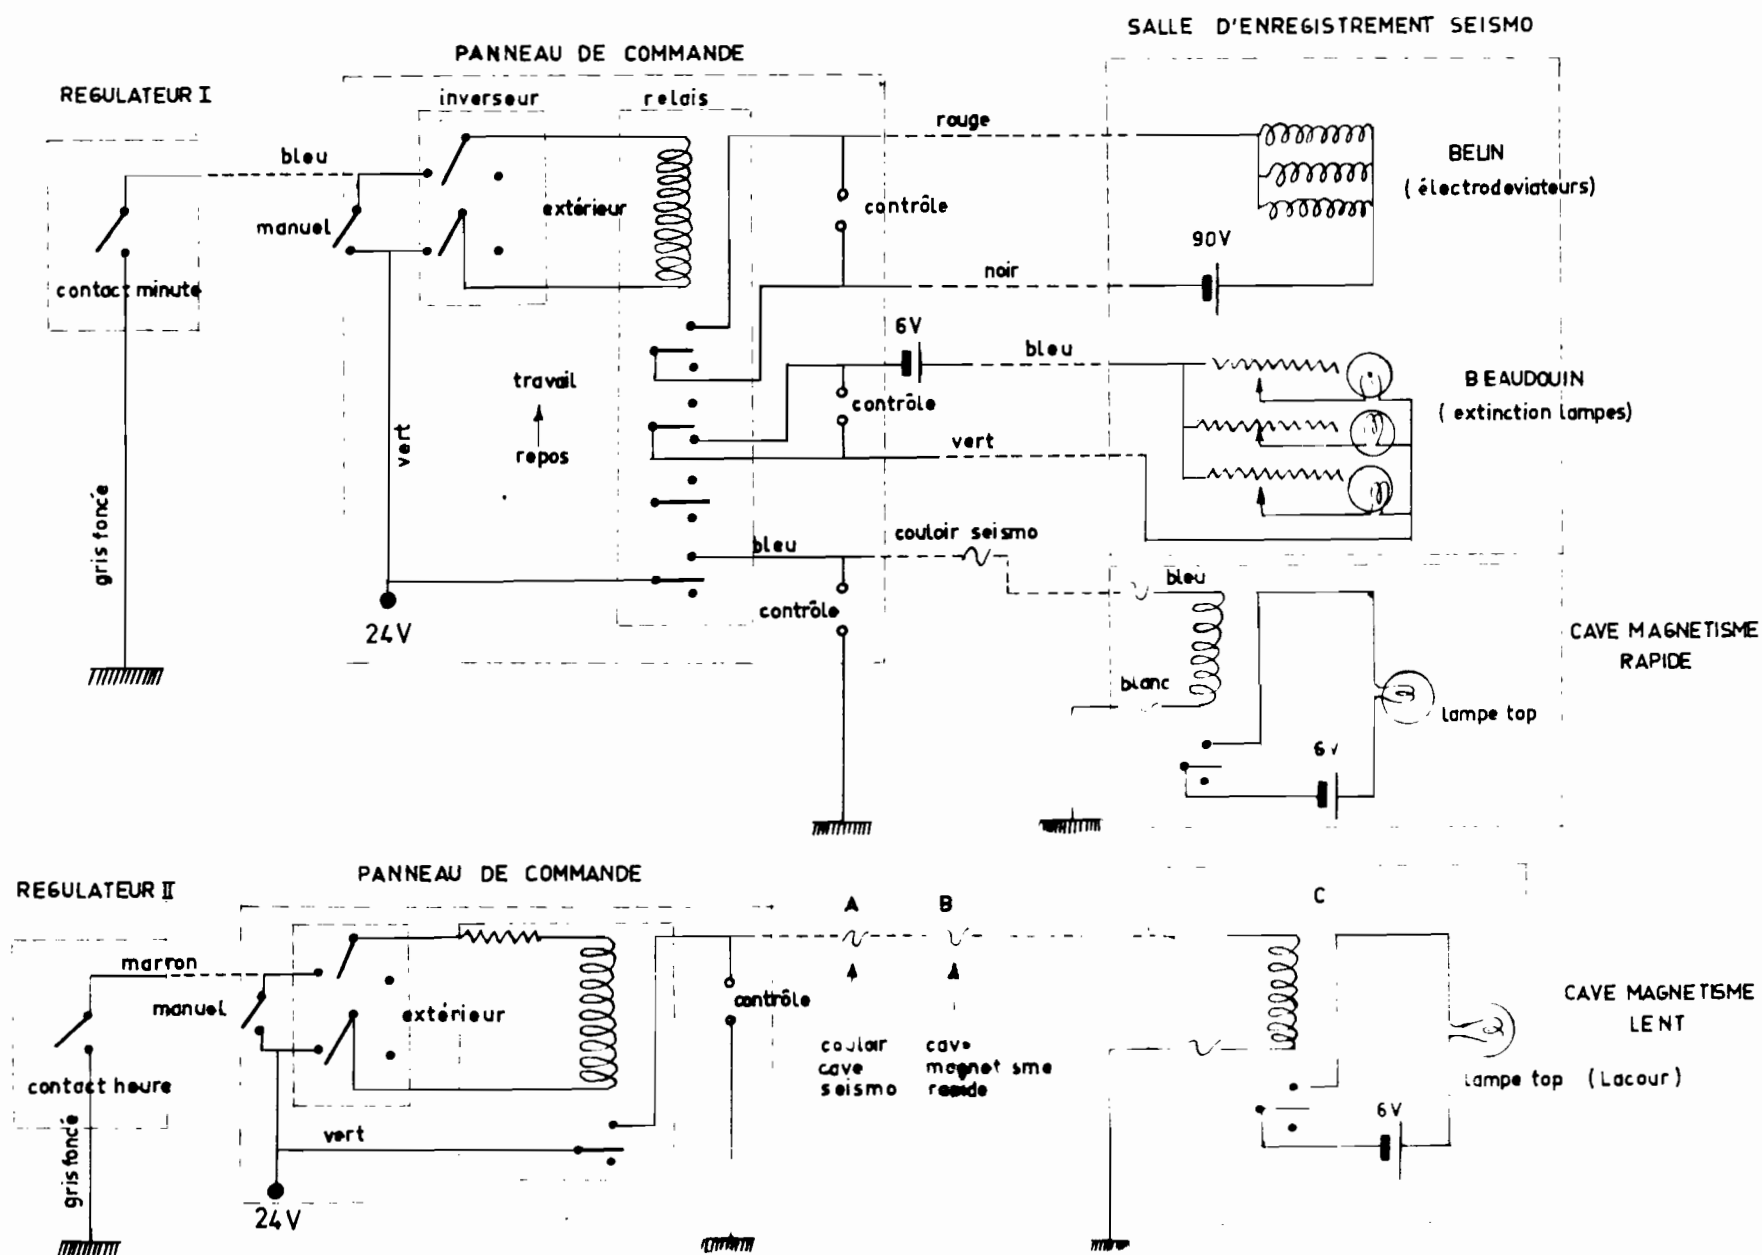 SALLE D'ENREGISTREMENT SEISMO
PANNEAU DE COMMANDE
REGULATEUR I
inverseur
relais
rouge
bleu
BELIN
(électrodeviateurs)
manuel
extérieur
contrôle
90V
contact minute
noir
6V
bleu
travail
BEAUDOUIN
(extinction lampes)
contrôle
vert
repos
vert
gris foncé
couloir seismo
bleu
bleu
contrôle
24V
CAVE MAGNETISME
RAPIDE
blanc
lampe top
6V
PANNEAU DE COMMANDE
REGULATEUR II
A
B
C
marron
manuel
extérieur
contrôle
CAVE MAGNETISME
LENT
couloir
cave
seismo
cave
magnetisme
rapide
contact heure
lampe top (Lacour)
6V
vert
gris foncé
24V